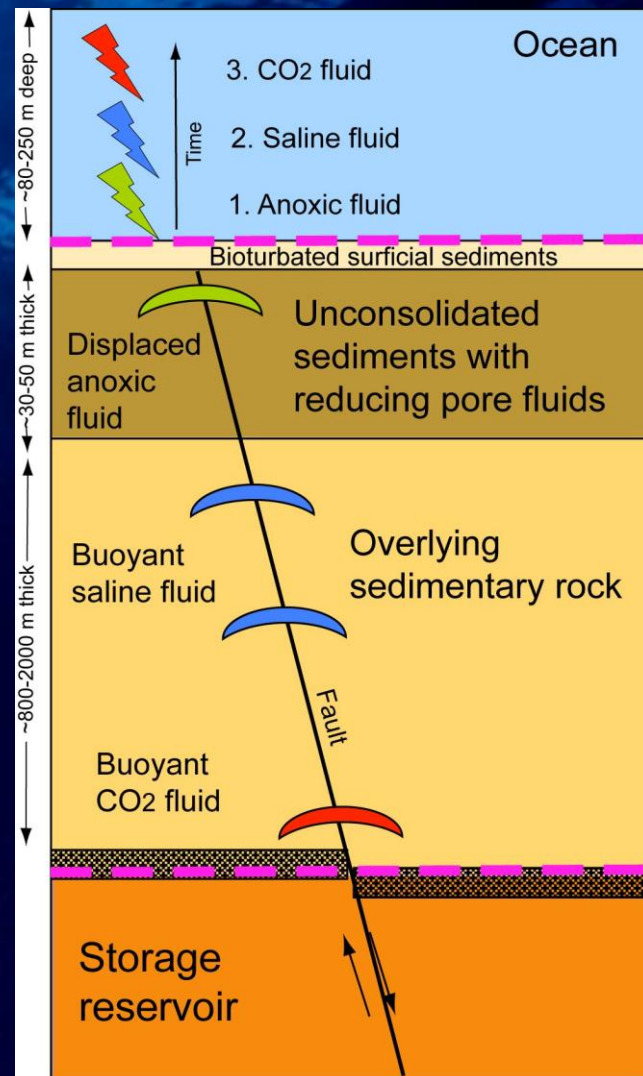 Ocean
3. CO2 fluid
2. Saline fluid
1. Anoxic fluid
Time
~80-250 m deep
Bioturbated surficial sediments
~30-50 m thick
Displaced
anoxic
fluid
Unconsolidated
sediments with
reducing pore fluids
~800-2000 m thick
Buoyant
saline fluid
Overlying
sedimentary rock
Fault
Buoyant
CO2 fluid
Storage
reservoir